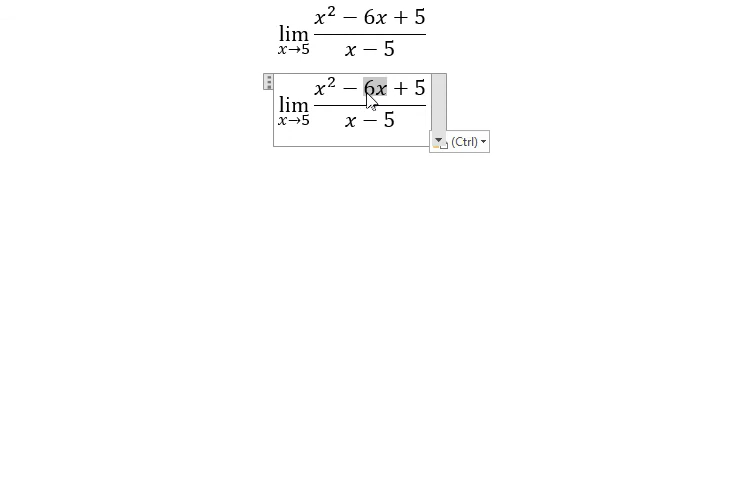 lim x→5 (x² − 6x + 5)/(x − 5)
lim x→5 (x² − 6x + 5)/(x − 5)
(Ctrl)